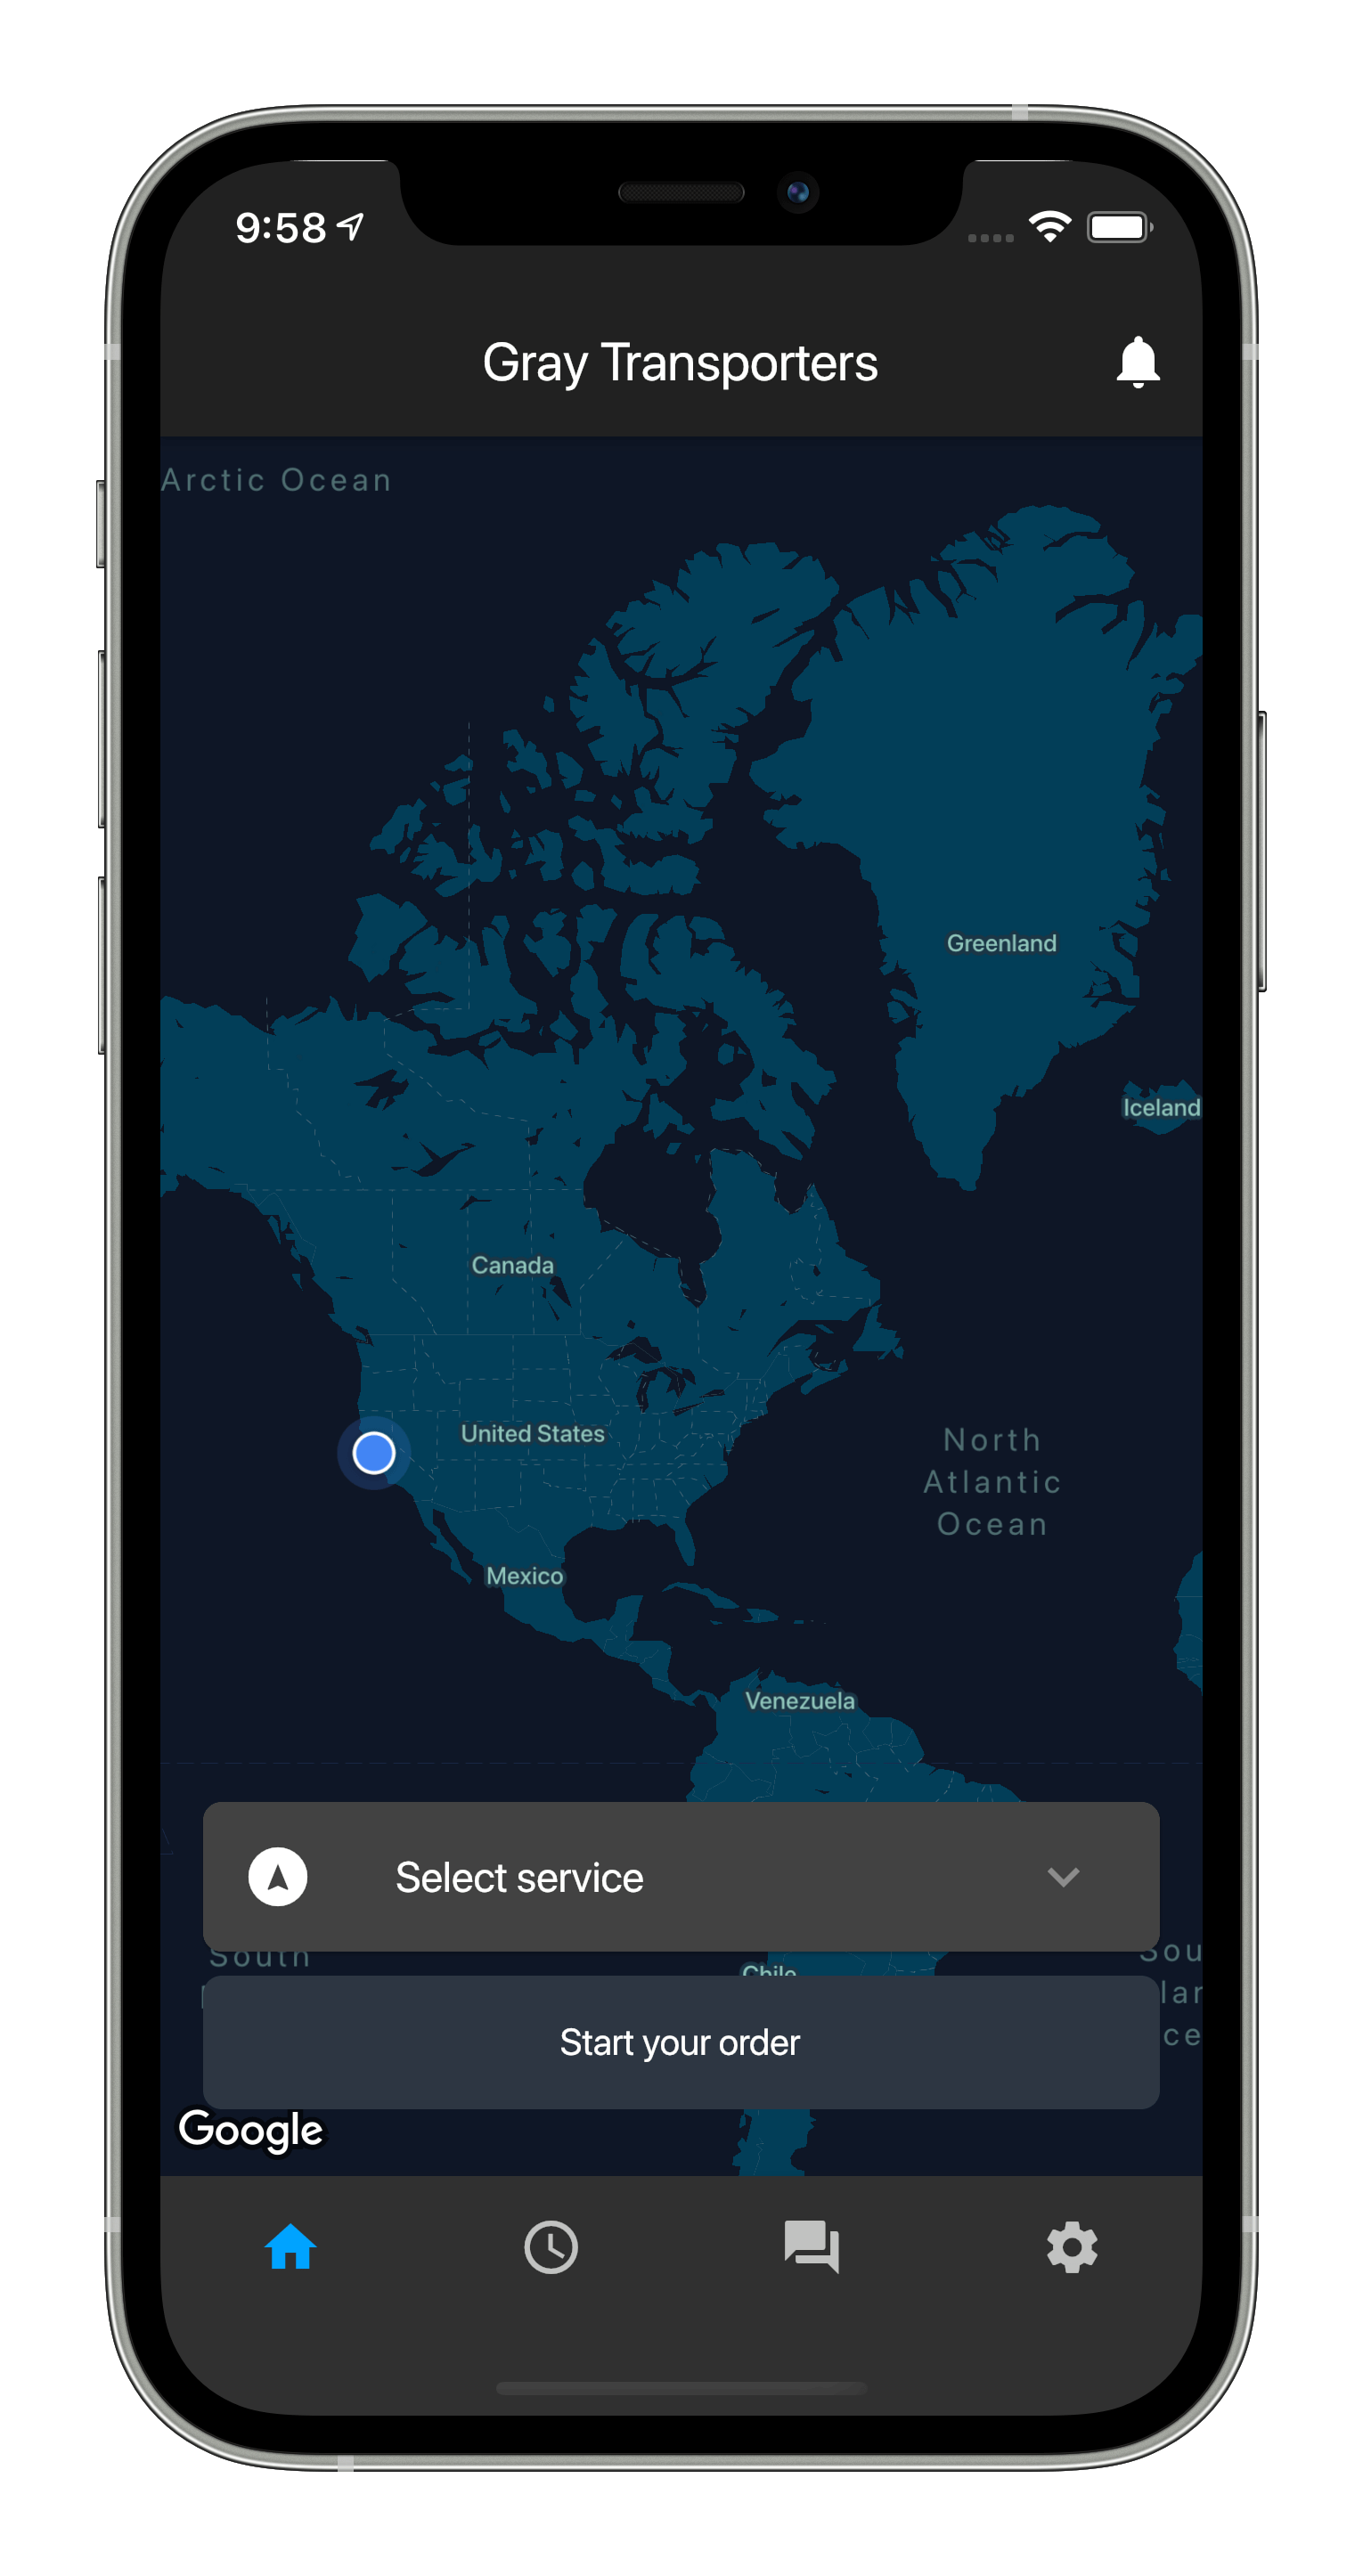 9:58
Gray Transporters
Arctic Ocean
Greenland
Iceland
Canada
United States
North
Atlantic
Ocean
Mexico
Venezuela
Select service
South
Sou
Chile
lan
ce
Start your order
Google